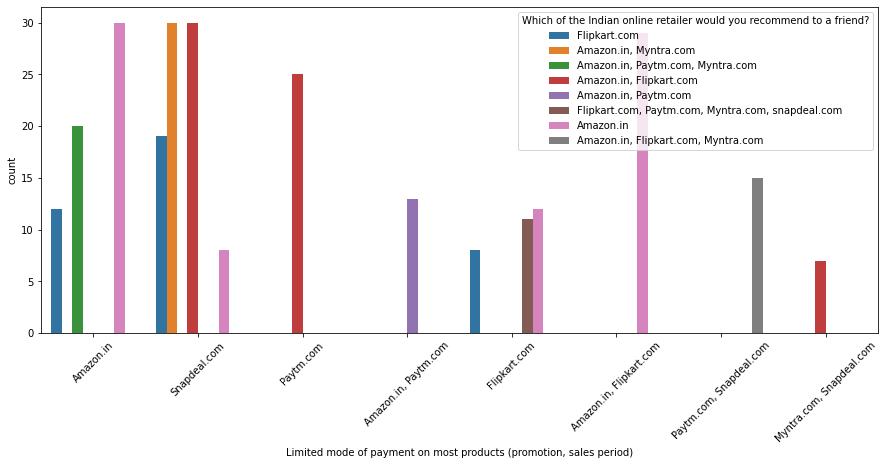 Which of the Indian online retailer would you recommend to a friend?
Flipkart.com
Amazon.in, Myntra.com
Amazon.in, Paytm.com, Myntra.com
Amazon.in, Flipkart.com
Amazon.in, Paytm.com
Flipkart.com, Paytm.com, Myntra.com, snapdeal.com
Amazon.in
Amazon.in, Flipkart.com, Myntra.com
30
25
20
15
10
5
0
count
Amazon.in
Snapdeal.com
Paytm.com
Amazon.in, Paytm.com
Flipkart.com
Amazon.in, Flipkart.com
Paytm.com, Snapdeal.com
Myntra.com, Snapdeal.com
Limited mode of payment on most products (promotion, sales period)